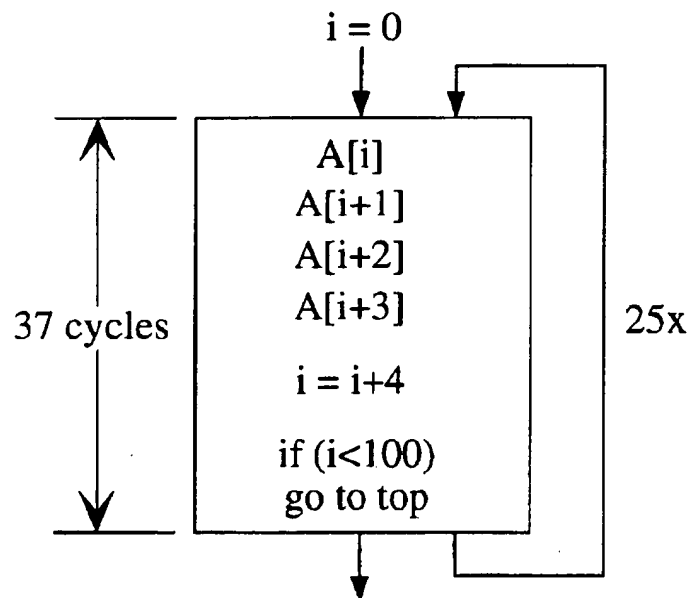 i = 0
A[i]
A[i+1]
A[i+2]
A[i+3]
37 cycles
25x
i = i+4
if (i<100)
go to top